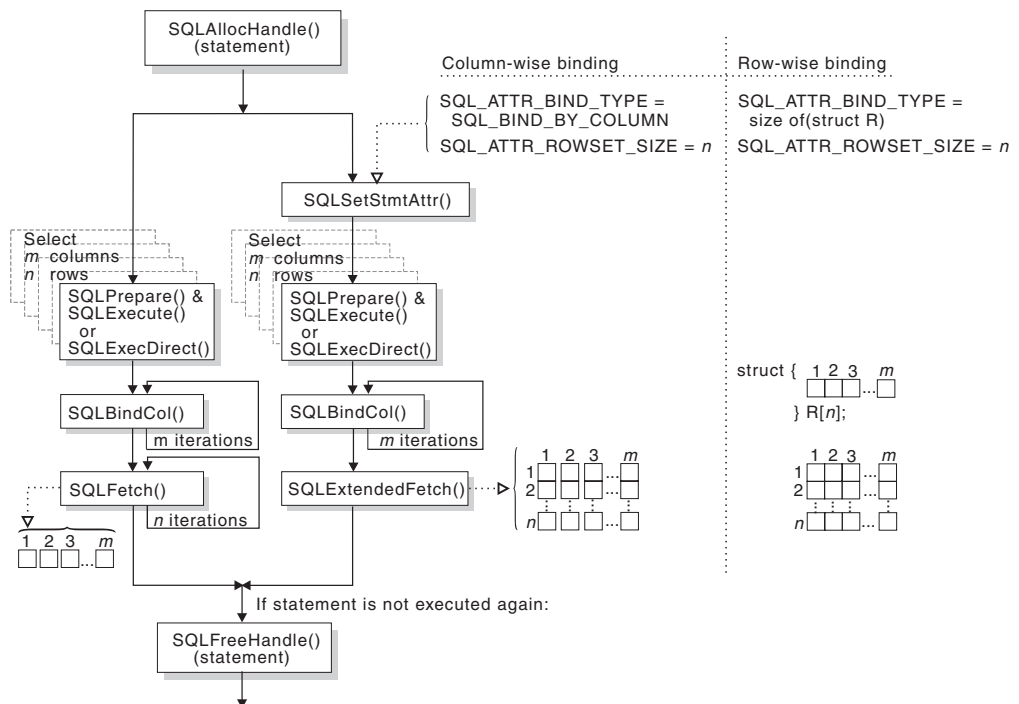 SQLAllocHandle()
(statement)
Column-wise binding
Row-wise binding
SQL_ATTR_BIND_TYPE =
SQL_BIND_BY_COLUMN
SQL_ATTR_ROWSET_SIZE = n
SQL_ATTR_BIND_TYPE =
size of(struct R)
SQL_ATTR_ROWSET_SIZE = n
SQLSetStmtAttr()
Select
m columns
n rows
SQLPrepare() &
SQLExecute()
or
SQLExecDirect()
Select
m columns
n rows
SQLPrepare() &
SQLExecute()
or
SQLExecDirect()
SQLBindCol()
m iterations
SQLBindCol()
m iterations
struct {
1 2 3 ... m
} R[n];
SQLFetch()
n iterations
1 2 3 ... m
SQLExtendedFetch()
1 2 3 m
1 ...
2 ...
n ...
1 2 3 m
1 ...
2 ...
n ...
If statement is not executed again:
SQLFreeHandle()
(statement)